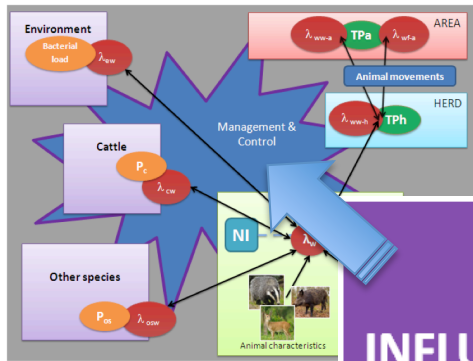 Environment
Bacterial
load
λew
AREA
λww-a
TPa
λwf-a
Animal movements
HERD
λww-h
TPh
Management &
Control
Cattle
Pc
λcw
NI
λw
Other species
Pos
λosw
Animal characteristics